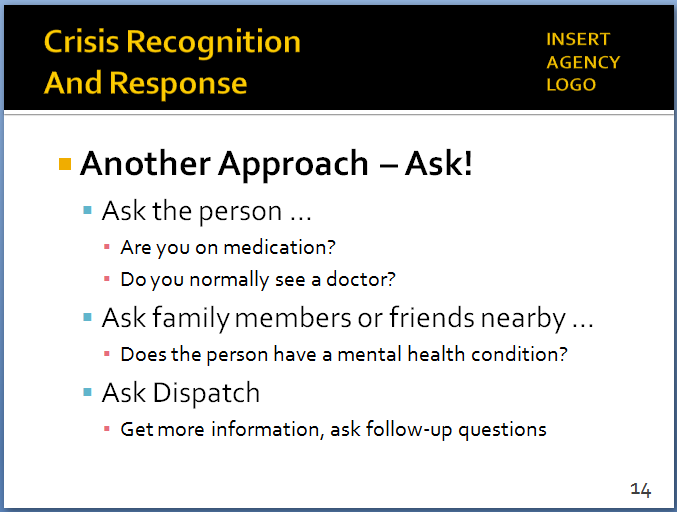 Crisis Recognition
And Response
INSERT
AGENCY
LOGO
Another Approach – Ask!
Ask the person …
Are you on medication?
Do you normally see a doctor?
Ask family members or friends nearby …
Does the person have a mental health condition?
Ask Dispatch
Get more information, ask follow-up questions
14